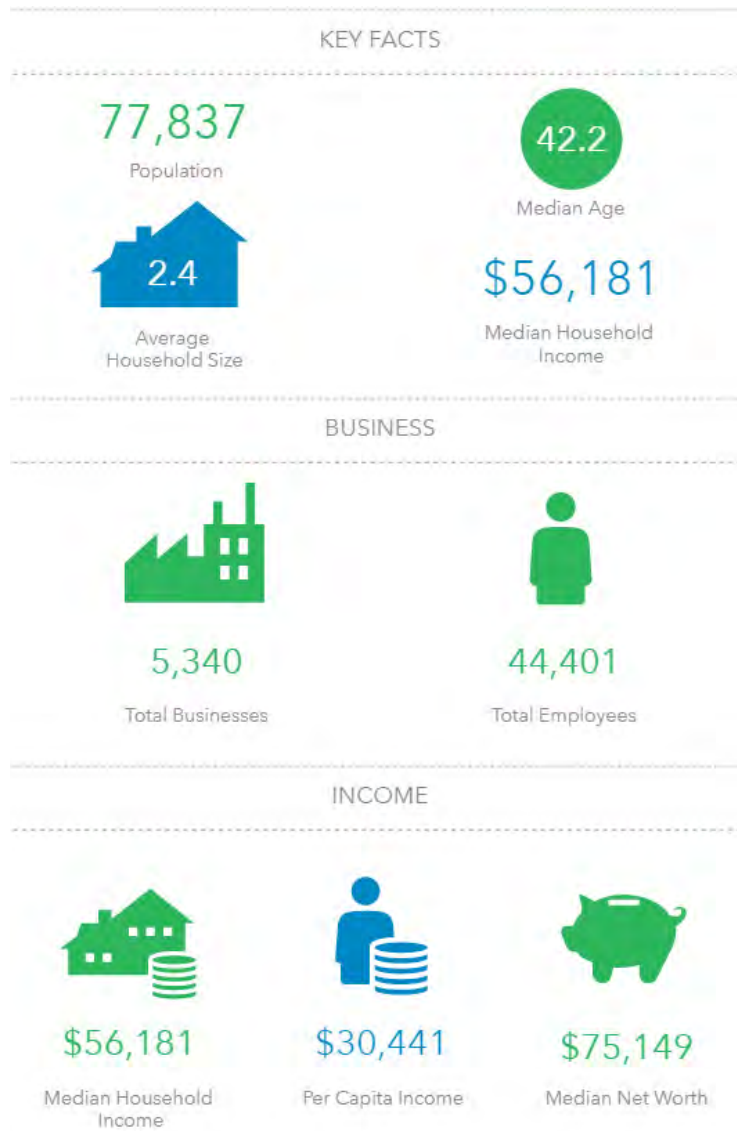 KEY FACTS
77,837
Population
42.2
Median Age
2.4
Average
Household Size
$56,181
Median Household
Income
BUSINESS
5,340
Total Businesses
44,401
Total Employees
INCOME
$56,181
Median Household
Income
$30,441
Per Capita Income
$75,149
Median Net Worth